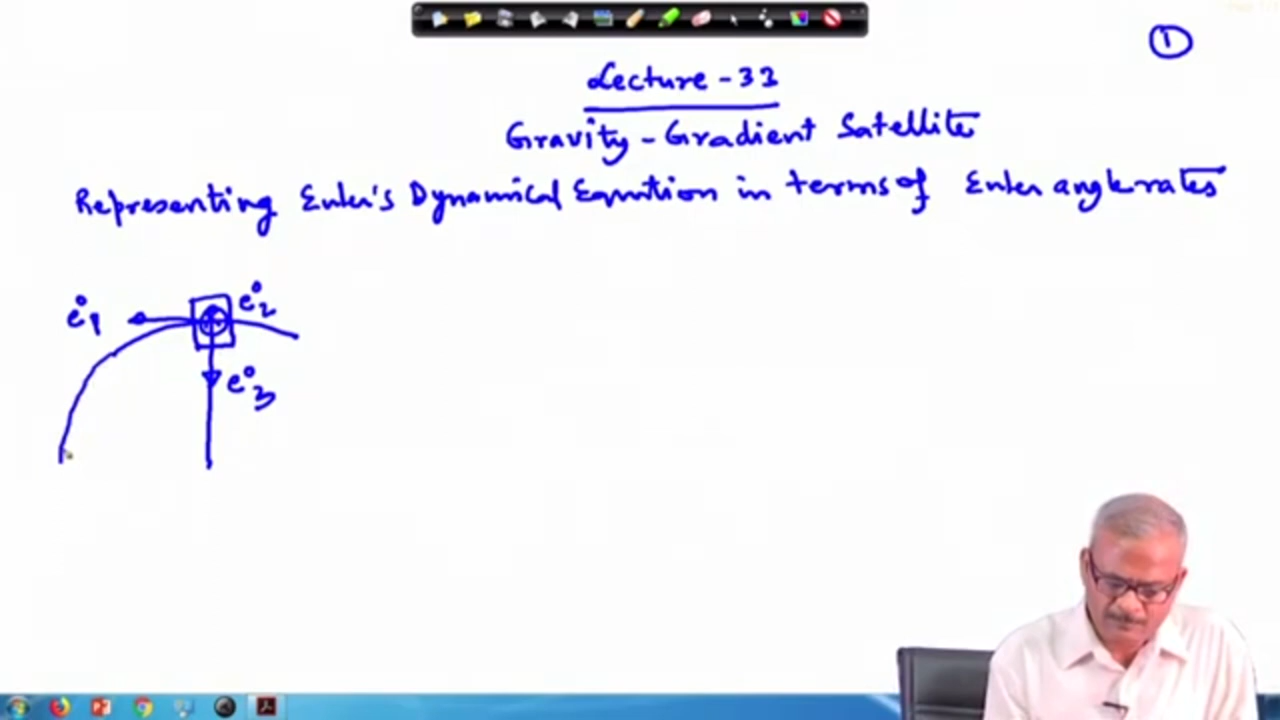 ①
Lecture - 33
Gravity - Gradient Satellite
Representing Euler's Dynamical Equation in terms of Euler angle rates
e°₁ e°₂
e°₃